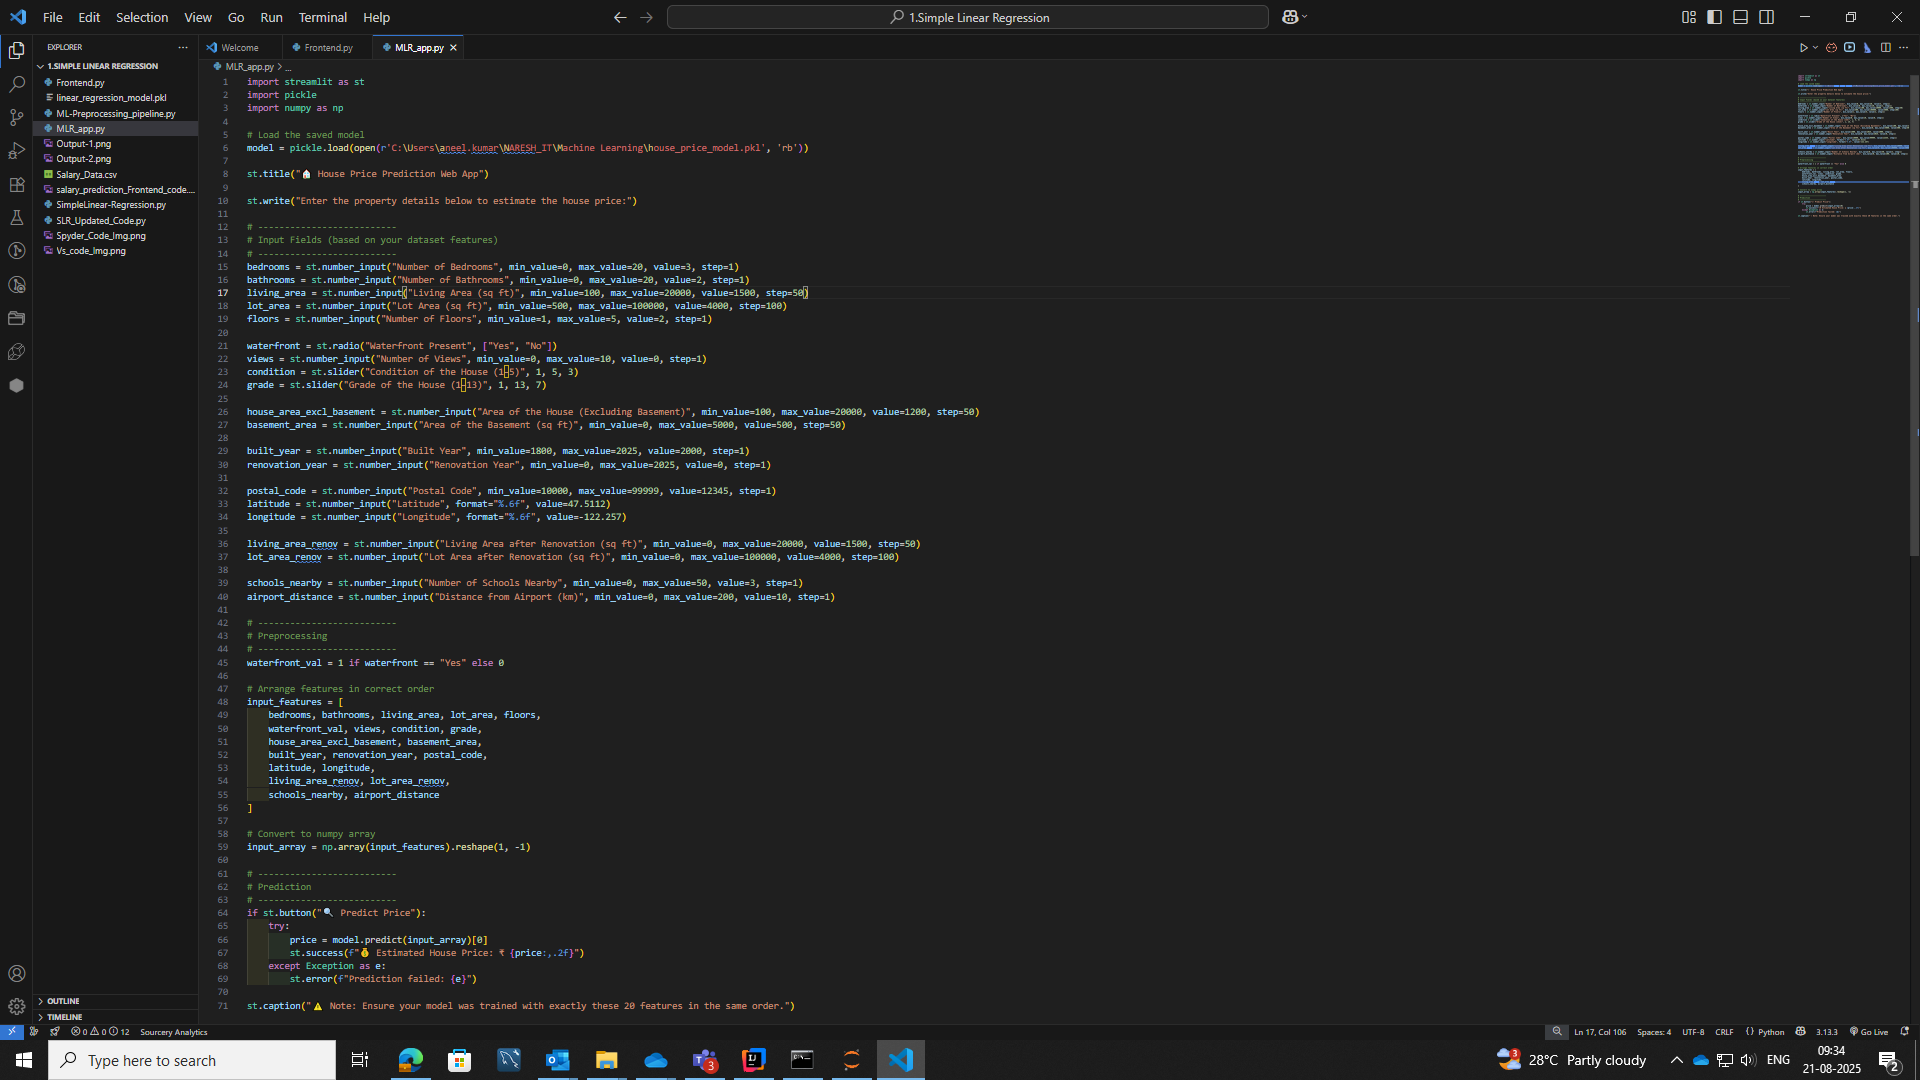 File Edit Selection View Go Run Terminal Help
1.Simple Linear Regression
EXPLORER
1.SIMPLE LINEAR REGRESSION
Frontend.py
linear_regression_model.pkl
ML-Preprocessing_pipeline.py
MLR_app.py
Output-1.png
Output-2.png
Salary_Data.csv
salary_prediction_Frontend_code....
SimpleLinear-Regression.py
SLR_Updated_Code.py
Spyder_Code_Img.png
Vs_code_Img.png
OUTLINE
TIMELINE
Welcome Frontend.py MLR_app.py
MLR_app.py > ...
1 import streamlit as st
2 import pickle
3 import numpy as np
4
5 # Load the saved model
6 model = pickle.load(open(r'C:\Users\aneel.kumar\NARESH_IT\Machine Learning\house_price_model.pkl', 'rb'))
7
8 st.title("🏠 House Price Prediction Web App")
9
10 st.write("Enter the property details below to estimate the house price:")
11
12 # --------------------------
13 # Input Fields (based on your dataset features)
14 # --------------------------
15 bedrooms = st.number_input("Number of Bedrooms", min_value=0, max_value=20, value=3, step=1)
16 bathrooms = st.number_input("Number of Bathrooms", min_value=0, max_value=20, value=2, step=1)
17 living_area = st.number_input("Living Area (sq ft)", min_value=100, max_value=20000, value=1500, step=50)
18 lot_area = st.number_input("Lot Area (sq ft)", min_value=500, max_value=100000, value=4000, step=100)
19 floors = st.number_input("Number of Floors", min_value=1, max_value=5, value=2, step=1)
20
21 waterfront = st.radio("Waterfront Present", ["Yes", "No"])
22 views = st.number_input("Number of Views", min_value=0, max_value=10, value=0, step=1)
23 condition = st.slider("Condition of the House (1–5)", 1, 5, 3)
24 grade = st.slider("Grade of the House (1–13)", 1, 13, 7)
25
26 house_area_excl_basement = st.number_input("Area of the House (Excluding Basement)", min_value=100, max_value=20000, value=1200, step=50)
27 basement_area = st.number_input("Area of the Basement (sq ft)", min_value=0, max_value=5000, value=500, step=50)
28
29 built_year = st.number_input("Built Year", min_value=1800, max_value=2025, value=2000, step=1)
30 renovation_year = st.number_input("Renovation Year", min_value=0, max_value=2025, value=0, step=1)
31
32 postal_code = st.number_input("Postal Code", min_value=10000, max_value=99999, value=12345, step=1)
33 latitude = st.number_input("Latitude", format="%.6f", value=47.5112)
34 longitude = st.number_input("Longitude", format="%.6f", value=-122.257)
35
36 living_area_renov = st.number_input("Living Area after Renovation (sq ft)", min_value=0, max_value=20000, value=1500, step=50)
37 lot_area_renov = st.number_input("Lot Area after Renovation (sq ft)", min_value=0, max_value=100000, value=4000, step=100)
38
39 schools_nearby = st.number_input("Number of Schools Nearby", min_value=0, max_value=50, value=3, step=1)
40 airport_distance = st.number_input("Distance from Airport (km)", min_value=0, max_value=200, value=10, step=1)
41
42 # --------------------------
43 # Preprocessing
44 # --------------------------
45 waterfront_val = 1 if waterfront == "Yes" else 0
46
47 # Arrange features in correct order
48 input_features = [
49 bedrooms, bathrooms, living_area, lot_area, floors,
50 waterfront_val, views, condition, grade,
51 house_area_excl_basement, basement_area,
52 built_year, renovation_year, postal_code,
53 latitude, longitude,
54 living_area_renov, lot_area_renov,
55 schools_nearby, airport_distance
56 ]
57
58 # Convert to numpy array
59 input_array = np.array(input_features).reshape(1, -1)
60
61 # --------------------------
62 # Prediction
63 # --------------------------
64 if st.button("🔍 Predict Price"):
65 try:
66 price = model.predict(input_array)[0]
67 st.success(f"💰 Estimated House Price: ₹ {price:,.2f}")
68 except Exception as e:
69 st.error(f"Prediction failed: {e}")
70
71 st.caption("⚠️ Note: Ensure your model was trained with exactly these 20 features in the same order.")
0 0 12 Sourcery Analytics
Ln 17, Col 106 Spaces: 4 UTF-8 CRLF {} Python 3.13.3 Go Live
Type here to search
3
3
28°C Partly cloudy
ENG
09:34
21-08-2025
2